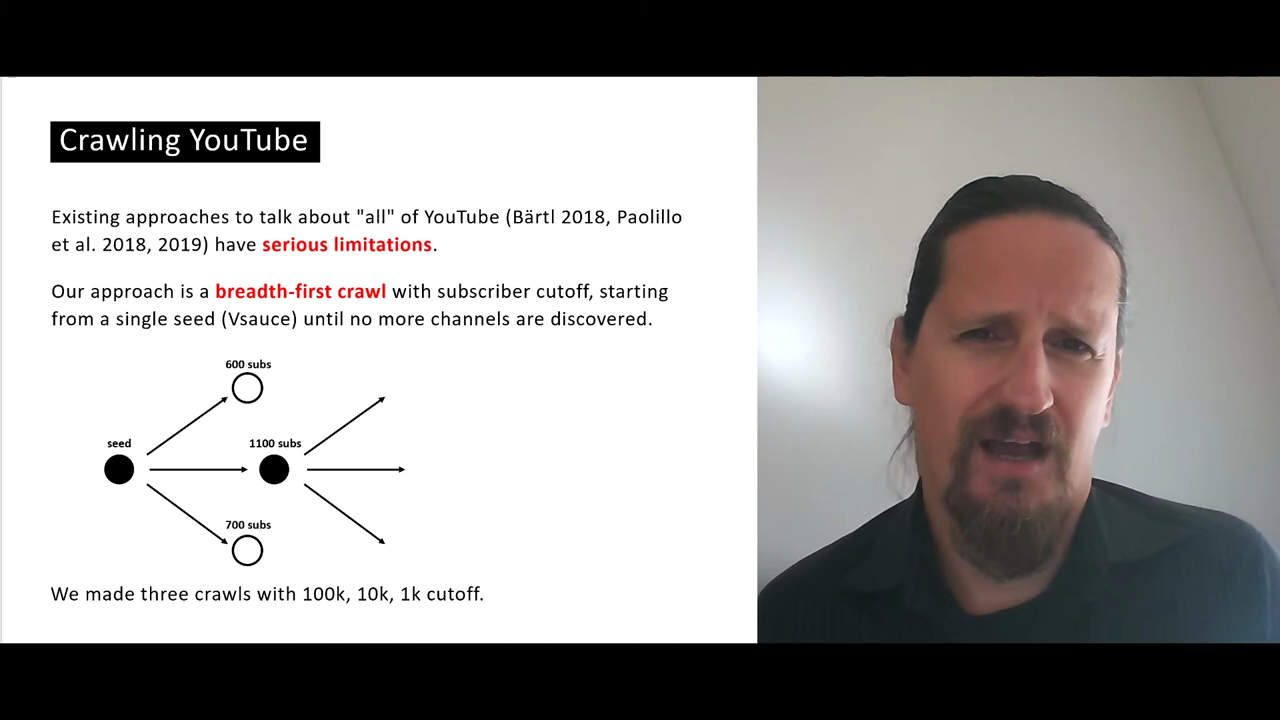 Crawling YouTube
Existing approaches to talk about "all" of YouTube (Bärtl 2018, Paolillo
et al. 2018, 2019) have serious limitations.
Our approach is a breadth-first crawl with subscriber cutoff, starting
from a single seed (Vsauce) until no more channels are discovered.
600 subs
seed
1100 subs
700 subs
We made three crawls with 100k, 10k, 1k cutoff.